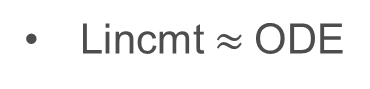 • Lincmt ≈ ODE